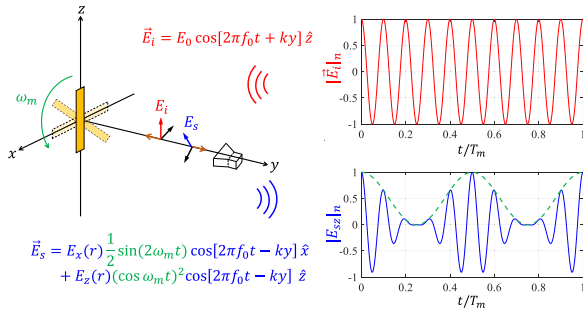 z
E⃗ᵢ = E₀ cos[2πf₀t + ky] ẑ
ωₘ
Eᵢ
Eₛ
x
y
E⃗ₛ = Eₓ(r) 1/2 sin(2ωₘt) cos[2πf₀t − ky] x̂
+ E_z(r)(cos ωₘt)² cos[2πf₀t − ky] ẑ
|E⃗ᵢ|ₙ
1
0.5
0
-0.5
-1
0 0.2 0.4 0.6 0.8 1
t/Tₘ
|E_sz|ₙ
1
0.5
0
-0.5
-1
0 0.2 0.4 0.6 0.8 1
t/Tₘ